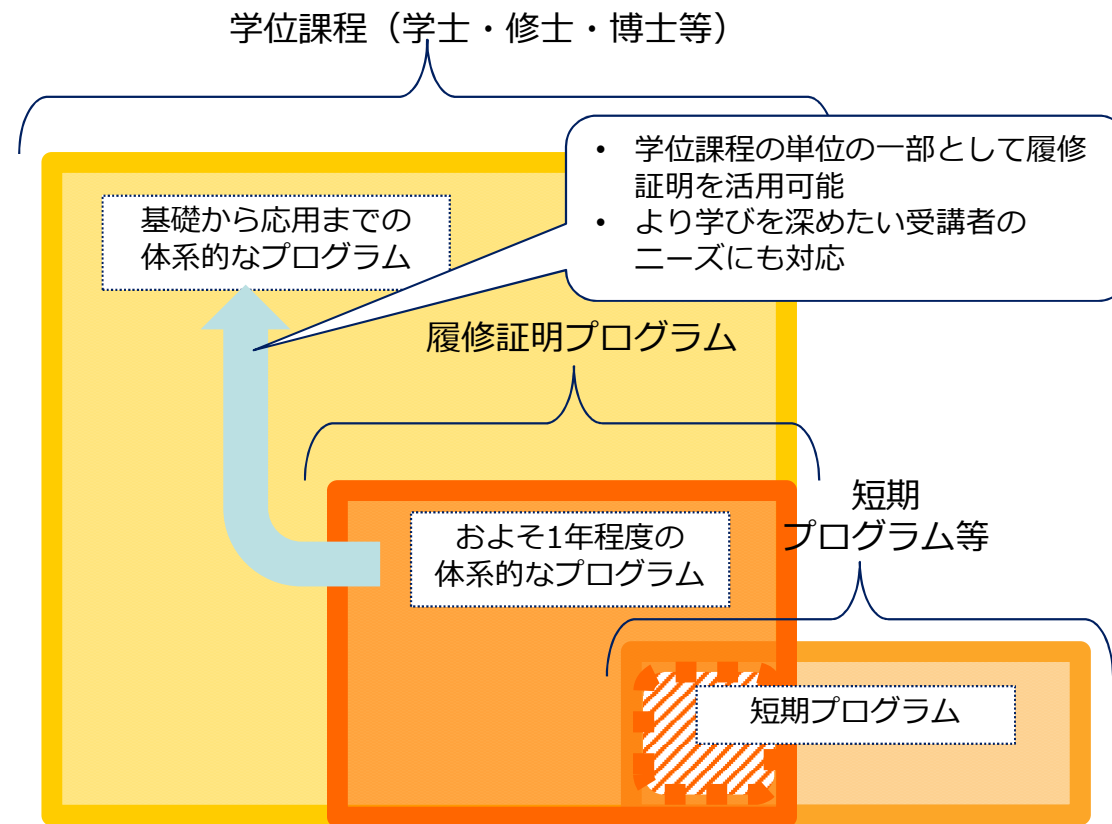 学位課程（学士・修士・博士等）
• 学位課程の単位の一部として履修
証明を活用可能
• より学びを深めたい受講者の
ニーズにも対応
基礎から応用までの
体系的なプログラム
履修証明プログラム
およそ1年程度の
体系的なプログラム
短期
プログラム等
短期プログラム